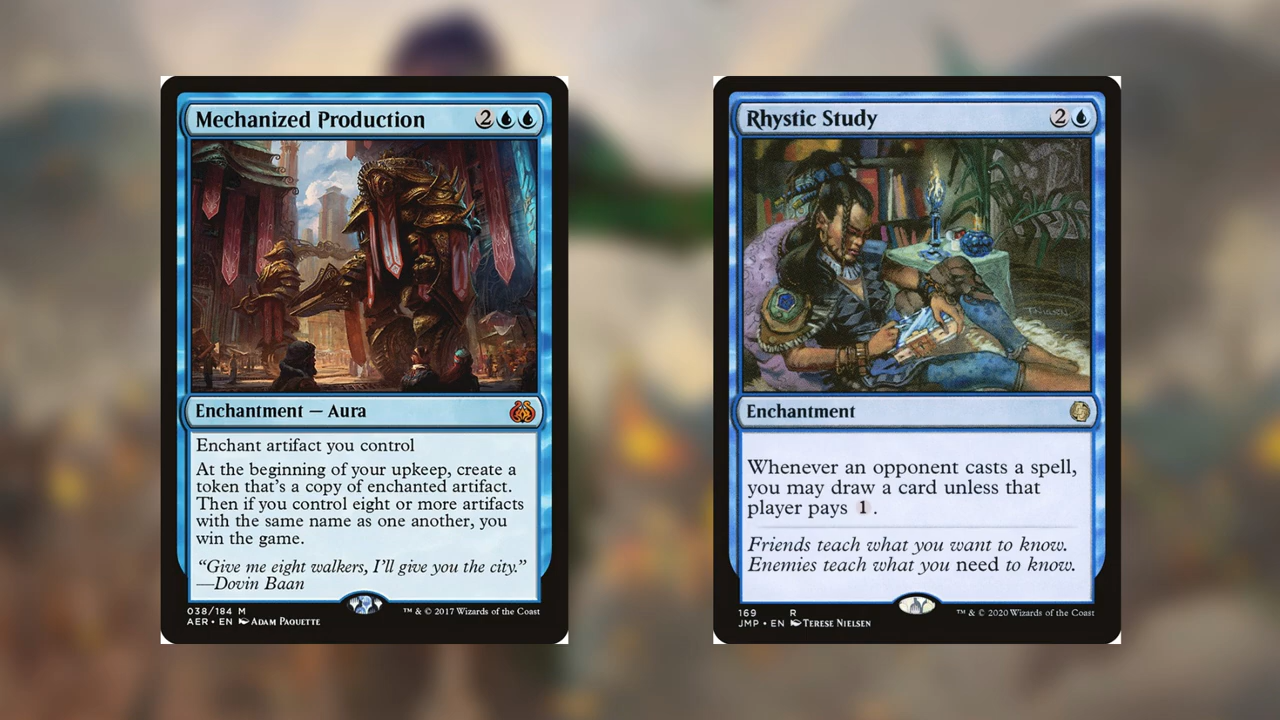 Mechanized Production 2
Enchantment — Aura
Enchant artifact you control
At the beginning of your upkeep, create a
token that's a copy of enchanted artifact.
Then if you control eight or more artifacts
with the same name as one another, you
win the game.
“Give me eight walkers, I'll give you the city.”
—Dovin Baan
038/184 M
AER • EN ADAM PAQUETTE
™ & © 2017 Wizards of the Coast
Rhystic Study 2
Enchantment
Whenever an opponent casts a spell,
you may draw a card unless that
player pays 1.
Friends teach what you want to know.
Enemies teach what you need to know.
169 R
JMP • EN TERESE NIELSEN
™ & © 2020 Wizards of the Coast